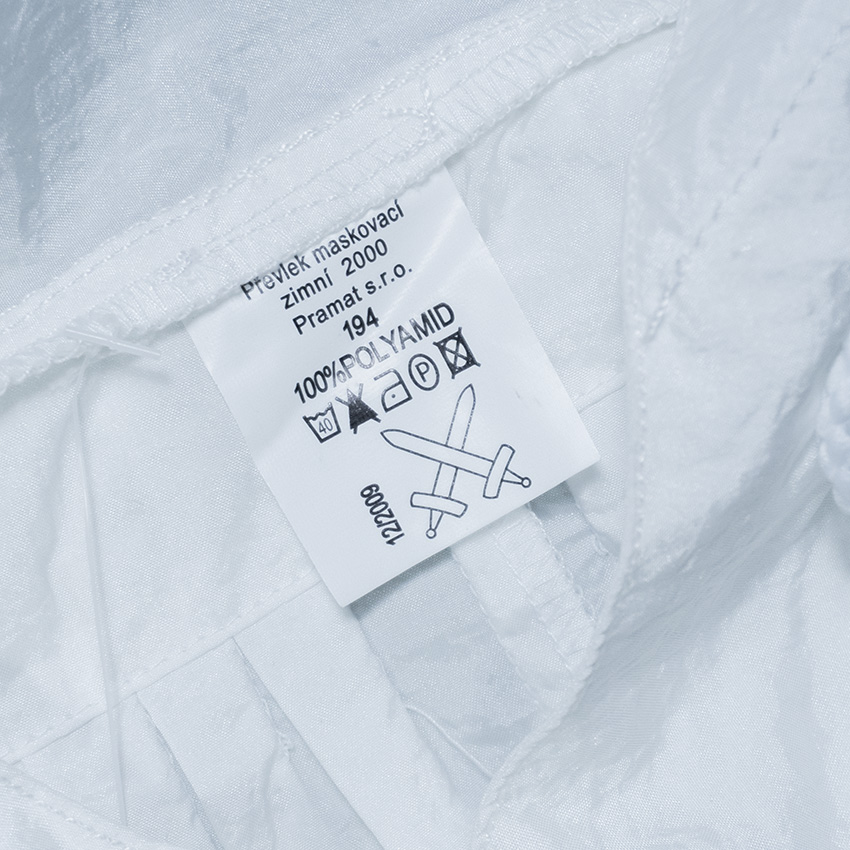 Převlek maskovací
zimní 2000
Pramat s.r.o.
194
100%POLYAMID
40 P
12/2009